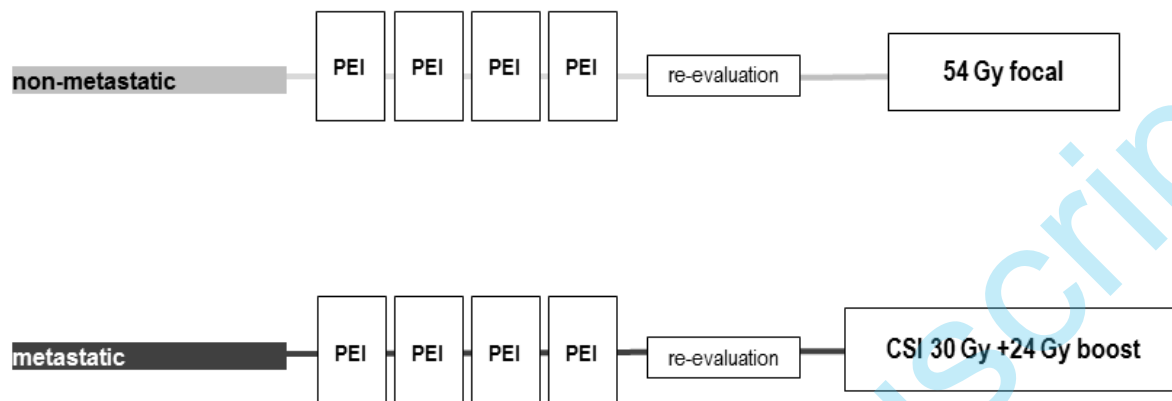 non-metastatic PEI PEI PEI PEI re-evaluation 54 Gy focal
metastatic PEI PEI PEI PEI re-evaluation CSI 30 Gy +24 Gy boost
uscrip